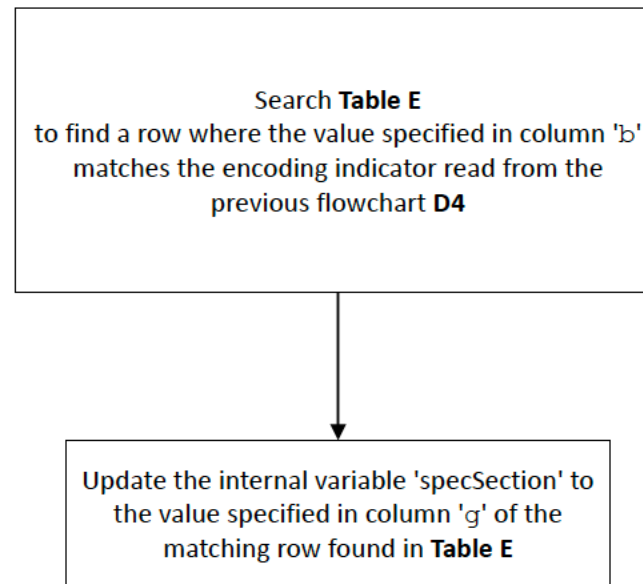 Search Table E
to find a row where the value specified in column 'b'
matches the encoding indicator read from the
previous flowchart D4
Update the internal variable 'specSection' to
the value specified in column 'g' of the
matching row found in Table E